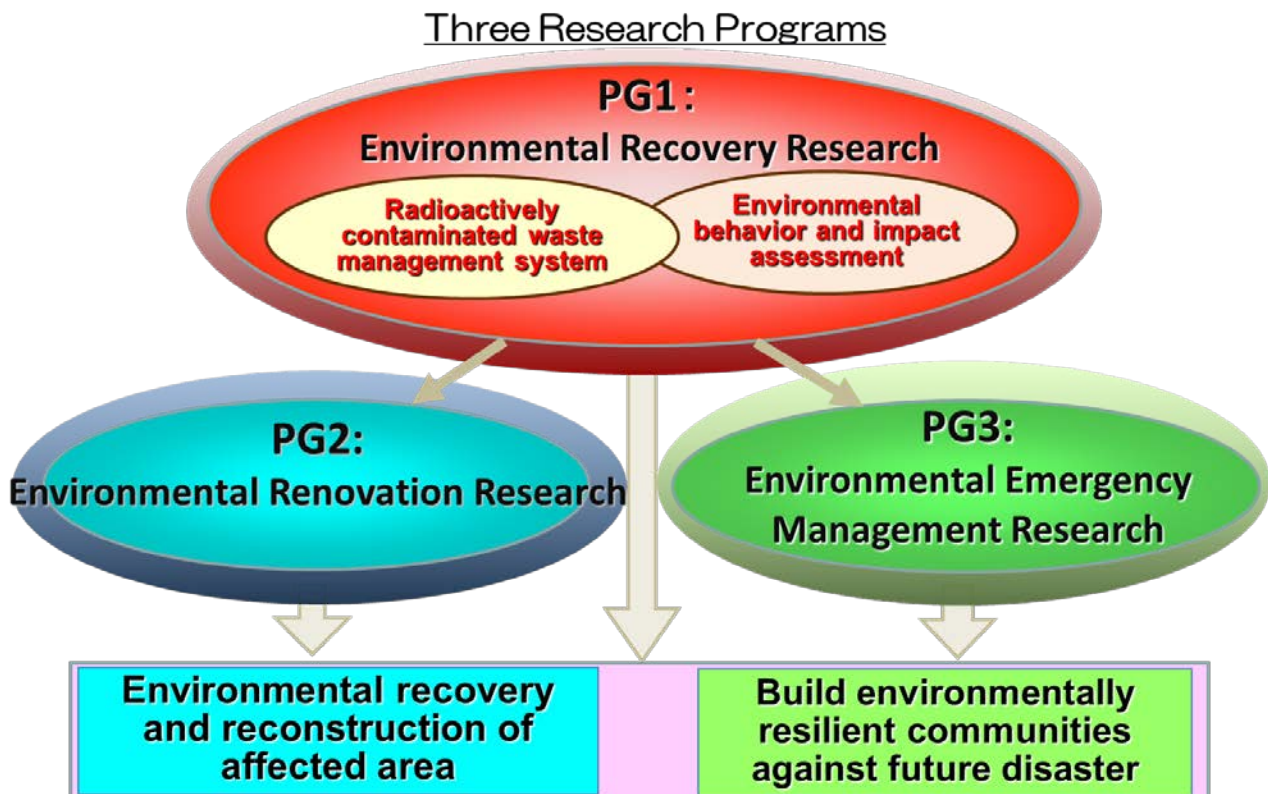 Three Research Programs
PG1：
Environmental Recovery Research
Radioactively
contaminated waste
management system
Environmental
behavior and impact
assessment
PG2:
Environmental Renovation Research
PG3:
Environmental Emergency
Management Research
Environmental recovery
and reconstruction of
affected area
Build environmentally
resilient communities
against future disaster